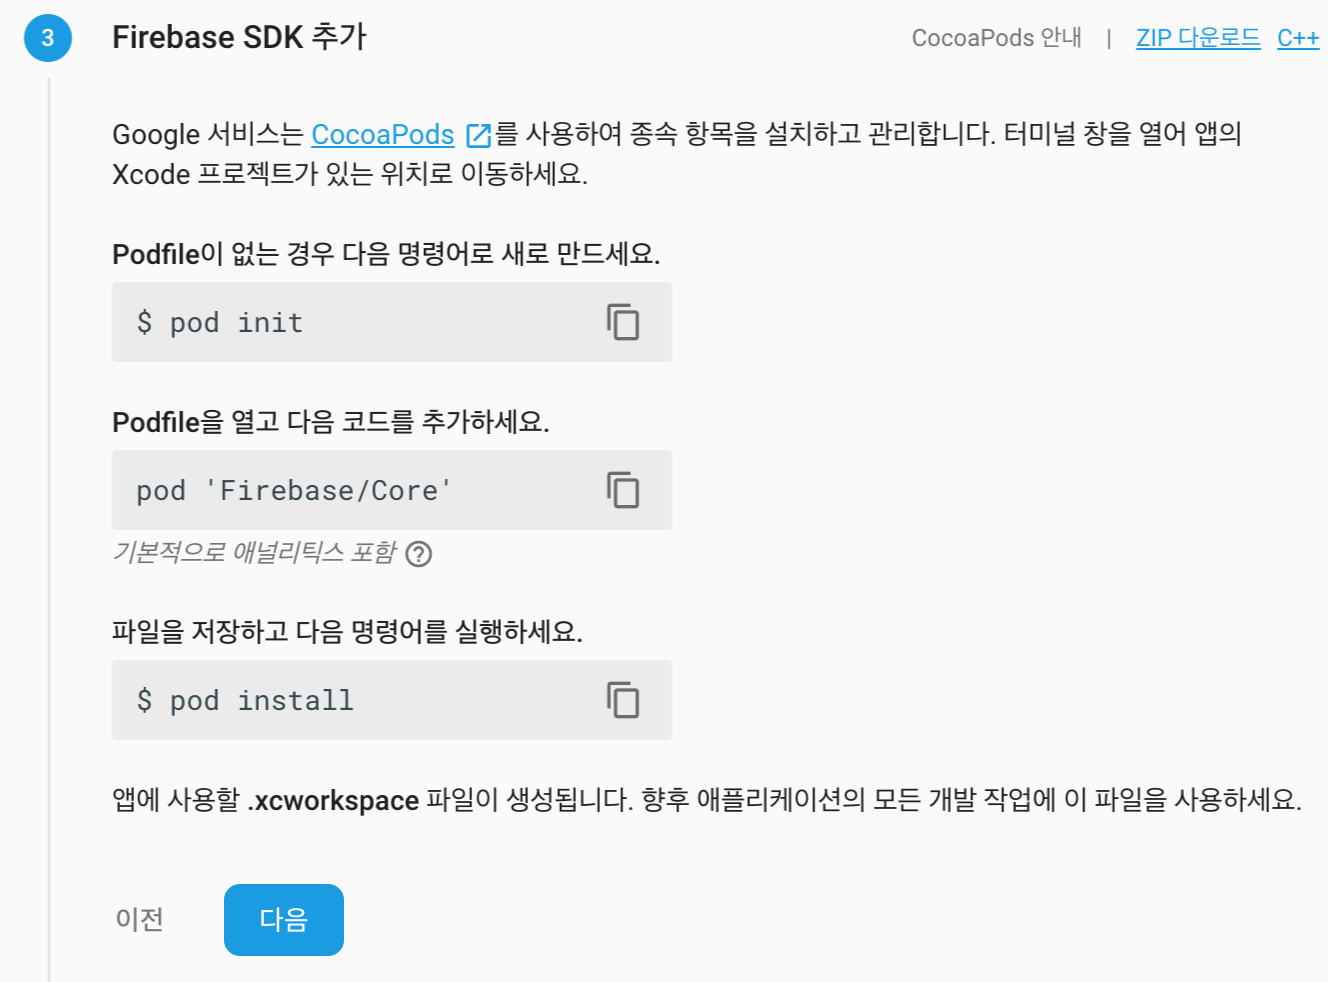 3 Firebase SDK 추가 CocoaPods 안내 | ZIP 다운로드 C++
Google 서비스는 CocoaPods 를 사용하여 종속 항목을 설치하고 관리합니다. 터미널 창을 열어 앱의
Xcode 프로젝트가 있는 위치로 이동하세요.
Podfile이 없는 경우 다음 명령어로 새로 만드세요.
$ pod init
Podfile을 열고 다음 코드를 추가하세요.
pod 'Firebase/Core'
기본적으로 애널리틱스 포함 ?
파일을 저장하고 다음 명령어를 실행하세요.
$ pod install
앱에 사용할 .xcworkspace 파일이 생성됩니다. 향후 애플리케이션의 모든 개발 작업에 이 파일을 사용하세요.
이전 다음